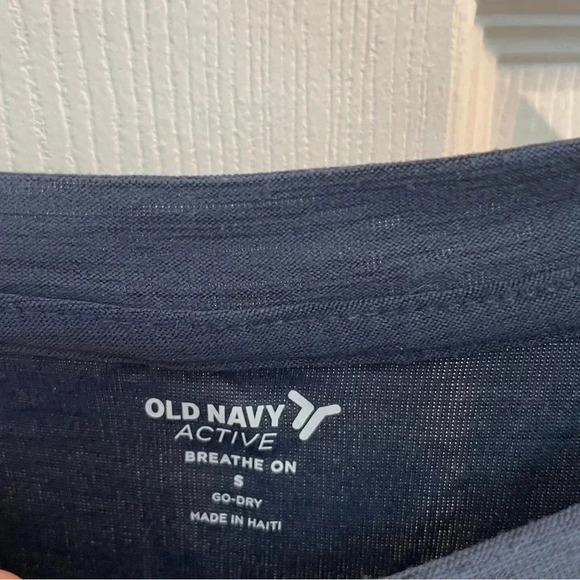 OLD NAVY
ACTIVE
BREATHE ON
S
GO-DRY
MADE IN HAITI